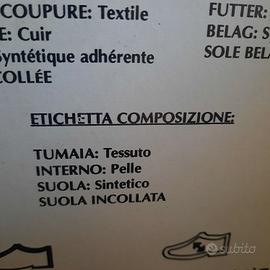 COUPURE: Textile
E: Cuir
Syntétique adhérente
COLLÉE
FUTTER:
BELAG: S
SOLE BELA
ETICHETTA COMPOSIZIONE:
TUMAIA: Tessuto
INTERNO: Pelle
SUOLA: Sintetico
SUOLA INCOLLATA
subito